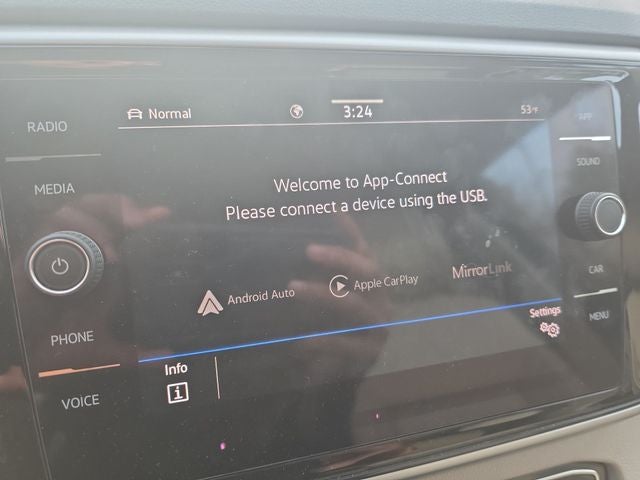 RADIO
MEDIA
PHONE
VOICE
Normal
3:24
53°F
Welcome to App-Connect
Please connect a device using the USB.
Android Auto
Apple CarPlay
MirrorLink
Settings
Info
i
APP
SOUND
CAR
MENU